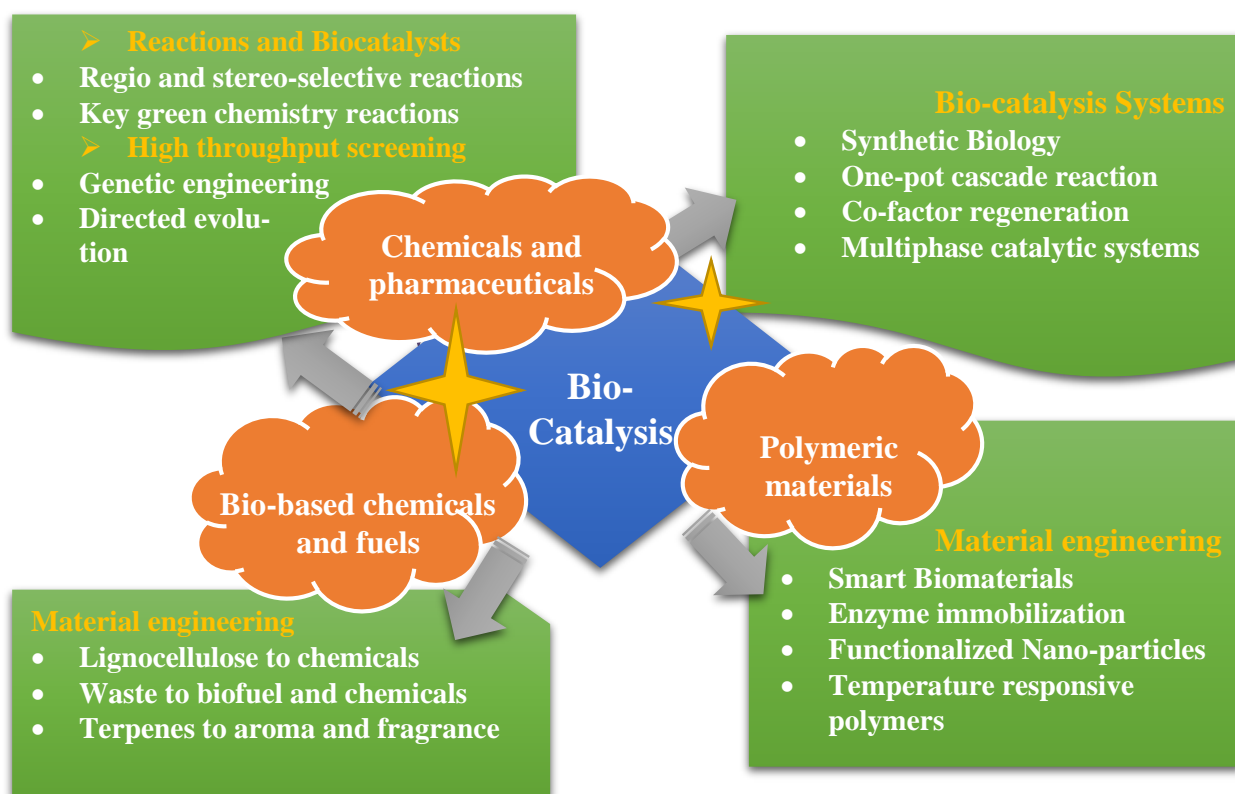 ➢ Reactions and Biocatalysts
• Regio and stereo-selective reactions
• Key green chemistry reactions
➢ High throughput screening
• Genetic engineering
• Directed evolu-
tion
Bio-catalysis Systems
• Synthetic Biology
• One-pot cascade reaction
• Co-factor regeneration
• Multiphase catalytic systems
Chemicals and
pharmaceuticals
Bio-
Catalysis
Polymeric
materials
Bio-based chemicals
and fuels
Material engineering
• Smart Biomaterials
• Enzyme immobilization
• Functionalized Nano-particles
• Temperature responsive
polymers
Material engineering
• Lignocellulose to chemicals
• Waste to biofuel and chemicals
• Terpenes to aroma and fragrance